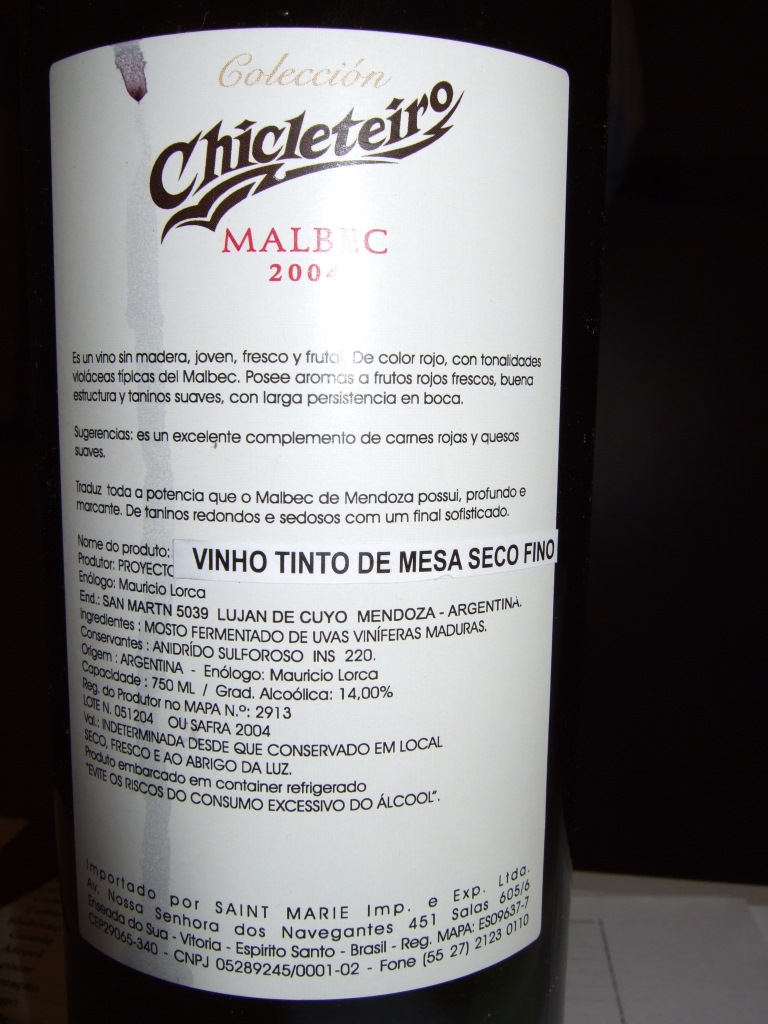 Colección
Chicleteiro
MALBEC
2004
Es un vino sin madera, joven, fresco y frutal. De color rojo, con tonalidades
violáceas típicas del Malbec. Posee aromas a frutos rojos frescos, buena
estructura y taninos suaves, con larga persistencia en boca.
Sugerencias: es un excelente complemento de carnes rojas y quesos
suaves.
Traduz toda a potencia que o Malbec de Mendoza possui, profundo e
marcante. De taninos redondos e sedosos com um final sofisticado.
Nome do produto: VINHO TINTO DE MESA SECO FINO
Produtor: PROYECTO
Enólogo: Mauricio Lorca
End.: SAN MARTN 5039 LUJAN DE CUYO MENDOZA - ARGENTINA.
Ingredientes : MOSTO FERMENTADO DE UVAS VINÍFERAS MADURAS.
Conservantes : ANIDRÍDO SULFOROSO INS 220.
Origem : ARGENTINA - Enólogo: Mauricio Lorca
Capacidade : 750 ML / Grad. Alcoólica: 14,00%
Reg. do Produtor no MAPA N.º: 2913
LOTE N. 051204 OU SAFRA 2004
Val.: INDETERMINADA DESDE QUE CONSERVADO EM LOCAL
SECO, FRESCO E AO ABRIGO DA LUZ.
Produto embarcado em container refrigerado
"EVITE OS RISCOS DO CONSUMO EXCESSIVO DO ÁLCOOL".
Importado por SAINT MARIE Imp. e Exp. Ltda.
Av. Nossa Senhora dos Navegantes 451 Salas 605/6
Enseada do Sua - Vitoria - Espirito Santo - Brasil - Reg. MAPA: ES09637-7
CEP29065-340 - CNPJ 05289245/0001-02 - Fone (55 27) 2123 0110